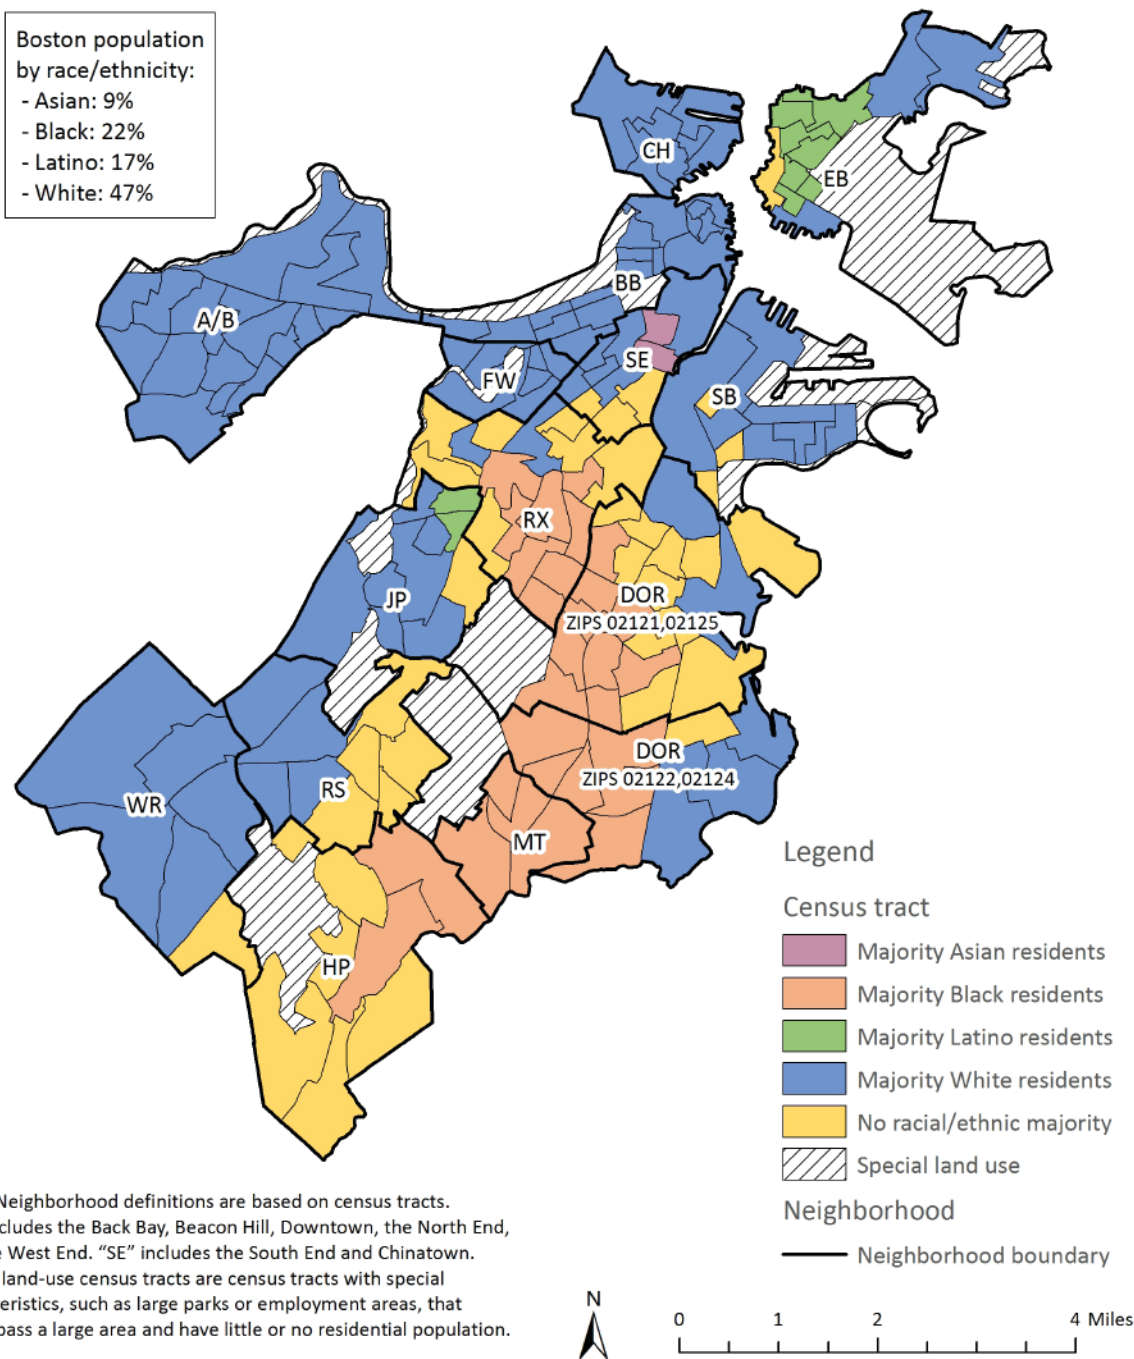 Boston population
by race/ethnicity:
- Asian: 9%
- Black: 22%
- Latino: 17%
- White: 47%
CH
EB
BB
A/B
SE
FW
SB
RX
DOR
ZIPS 02121,02125
JP
DOR
ZIPS 02122,02124
RS
WR
MT
HP
Legend
Census tract
Majority Asian residents
Majority Black residents
Majority Latino residents
Majority White residents
No racial/ethnic majority
Special land use
Neighborhood
Neighborhood boundary
Neighborhood definitions are based on census tracts.
cludes the Back Bay, Beacon Hill, Downtown, the North End,
e West End. “SE” includes the South End and Chinatown.
land-use census tracts are census tracts with special
eristics, such as large parks or employment areas, that
pass a large area and have little or no residential population.
N
0 1 2 4 Miles